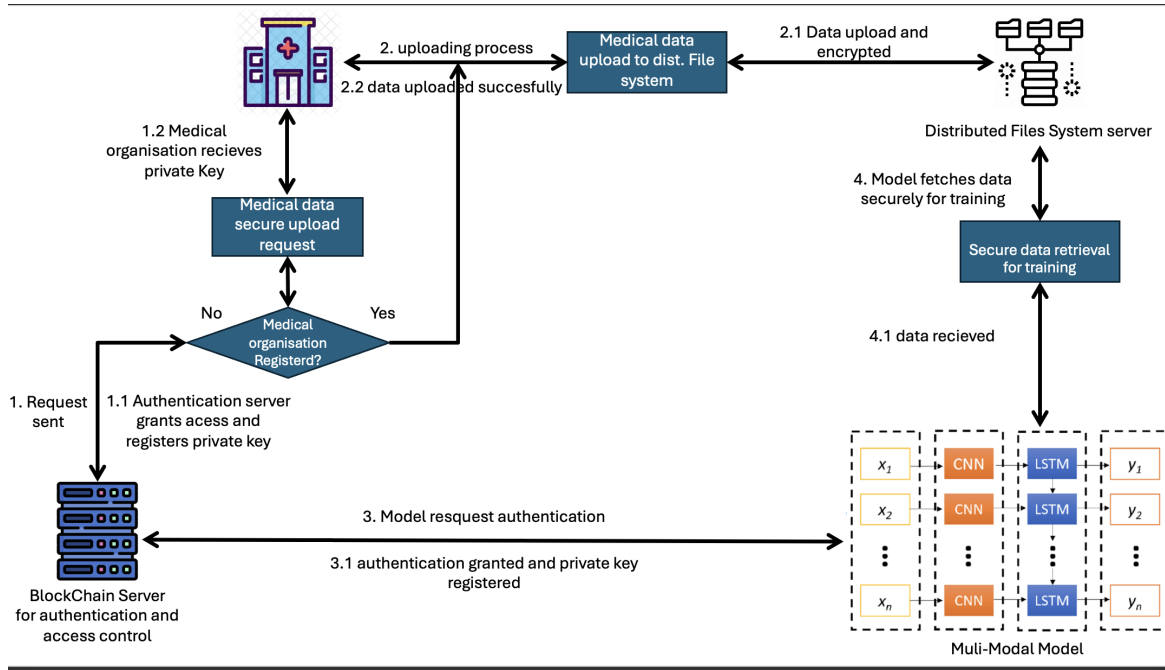 2. uploading process
2.2 data uploaded succesfully
Medical data
upload to dist. File
system
2.1 Data upload and
encrypted
Distributed Files System server
1.2 Medical
organisation recieves
private Key
Medical data
secure upload
request
No
Yes
Medical
organisation
Registerd?
1. Request
sent
1.1 Authentication server
grants acess and
registers private key
BlockChain Server
for authentication and
access control
3. Model resquest authentication
3.1 authentication granted and private key
registered
4. Model fetches data
securely for training
Secure data retrieval
for training
4.1 data recieved
x1 CNN LSTM y1
x2 CNN LSTM y2
xn CNN LSTM yn
Muli-Modal Model